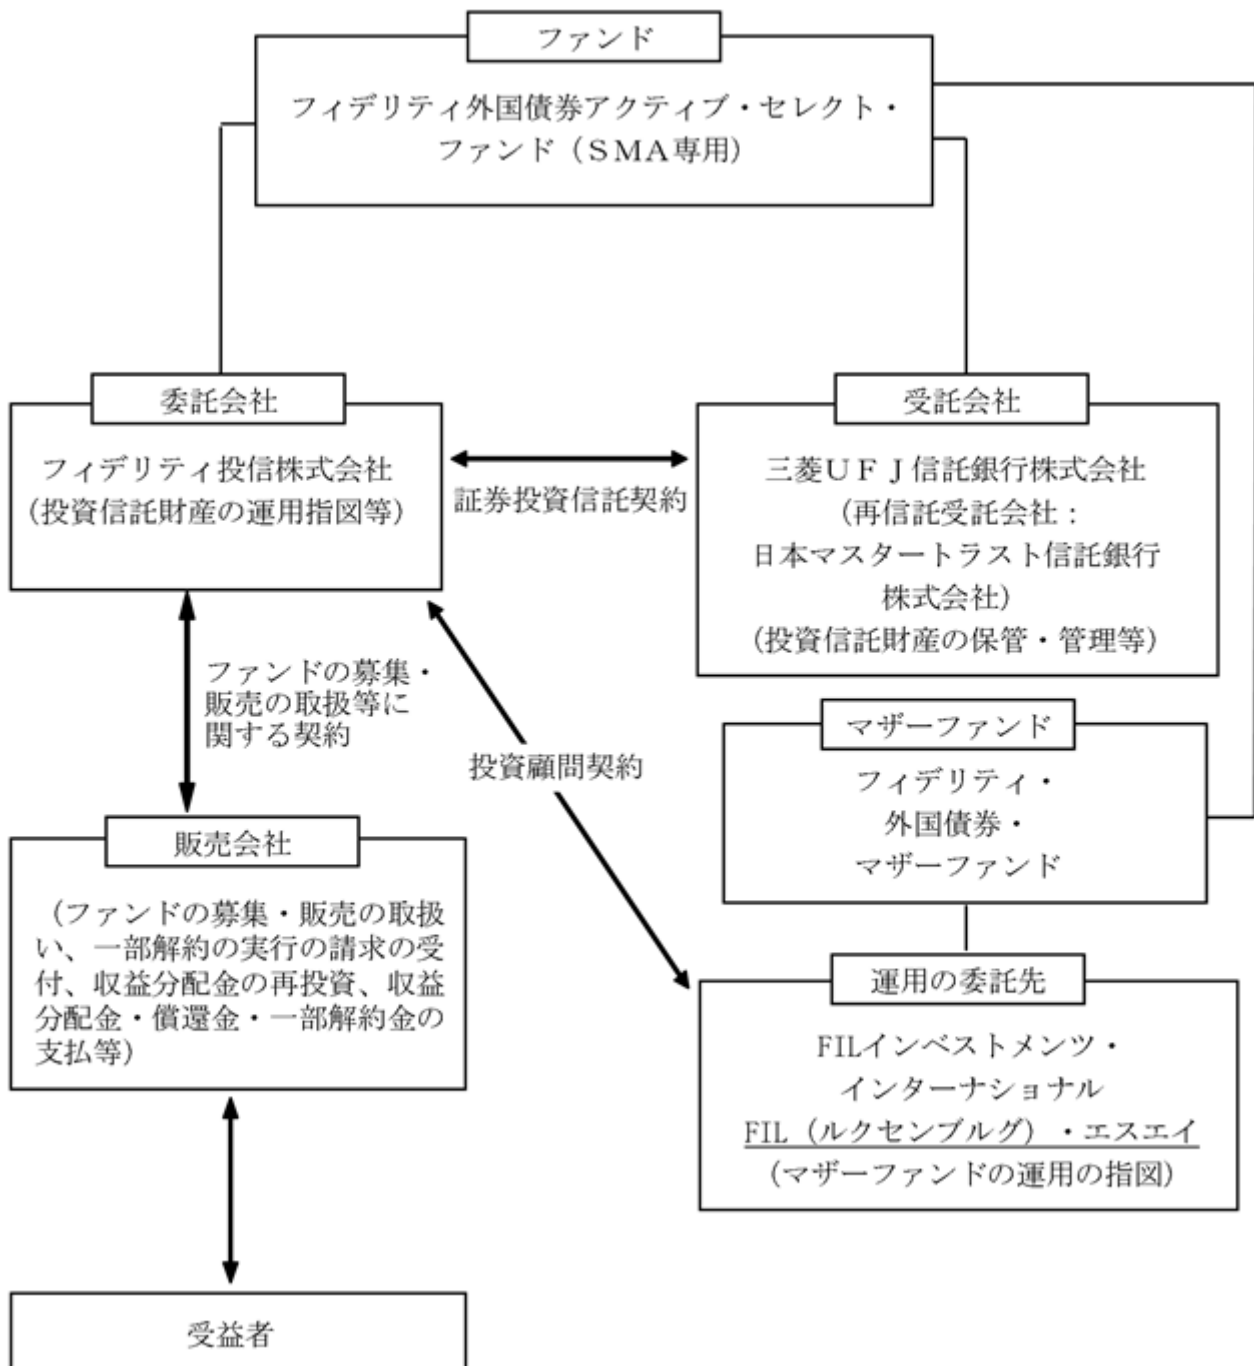 ファンド
フィデリティ外国債券アクティブ・セレクト・
ファンド（ＳＭＡ専用）
委託会社
フィデリティ投信株式会社
（投資信託財産の運用指図等）
証券投資信託契約
受託会社
三菱ＵＦＪ信託銀行株式会社
（再信託受託会社：
日本マスタートラスト信託銀行
株式会社）
（投資信託財産の保管・管理等）
ファンドの募集・
販売の取扱等に
関する契約
投資顧問契約
マザーファンド
フィデリティ・
外国債券・
マザーファンド
販売会社
（ファンドの募集・販売の取扱
い、一部解約の実行の請求の受
付、収益分配金の再投資、収益
分配金・償還金・一部解約金の
支払等）
運用の委託先
FILインベストメンツ・
インターナショナル
FIL（ルクセンブルグ）・エスエイ
（マザーファンドの運用の指図）
受益者